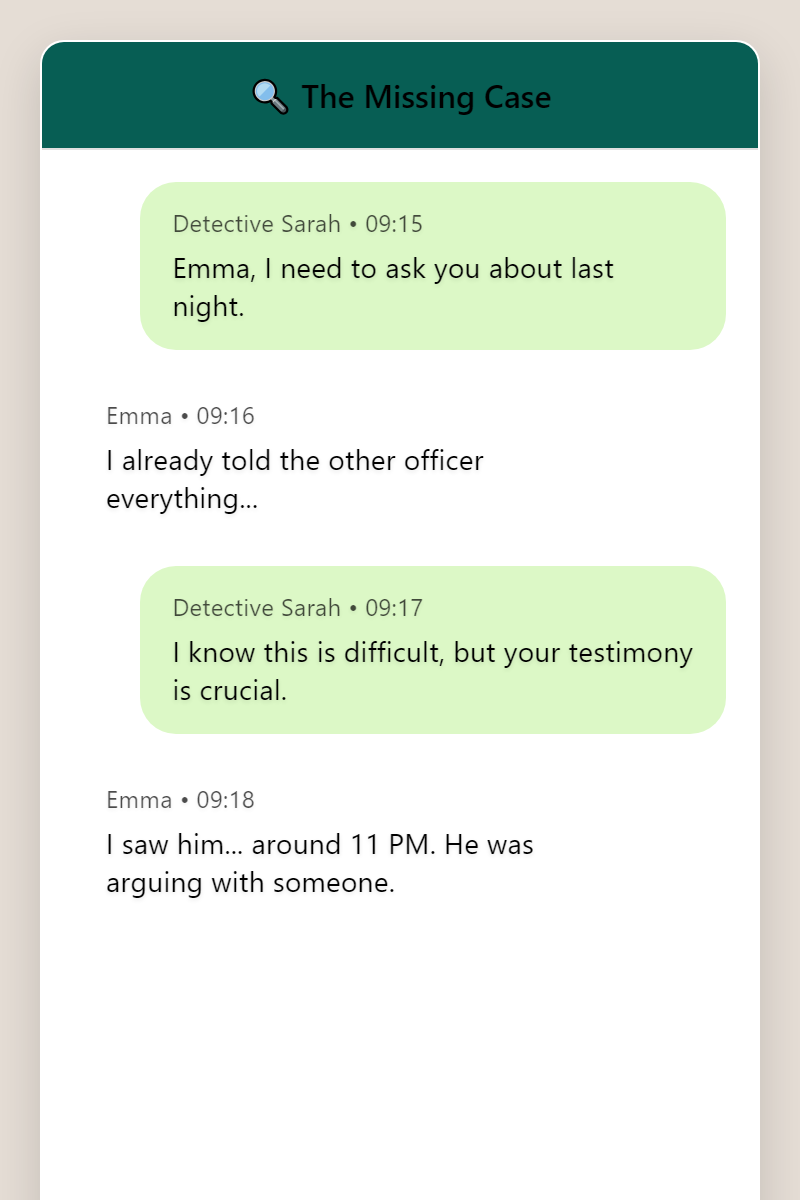 🔍 The Missing Case
Detective Sarah • 09:15
Emma, I need to ask you about last
night.
Emma • 09:16
I already told the other officer
everything...
Detective Sarah • 09:17
I know this is difficult, but your testimony
is crucial.
Emma • 09:18
I saw him... around 11 PM. He was
arguing with someone.